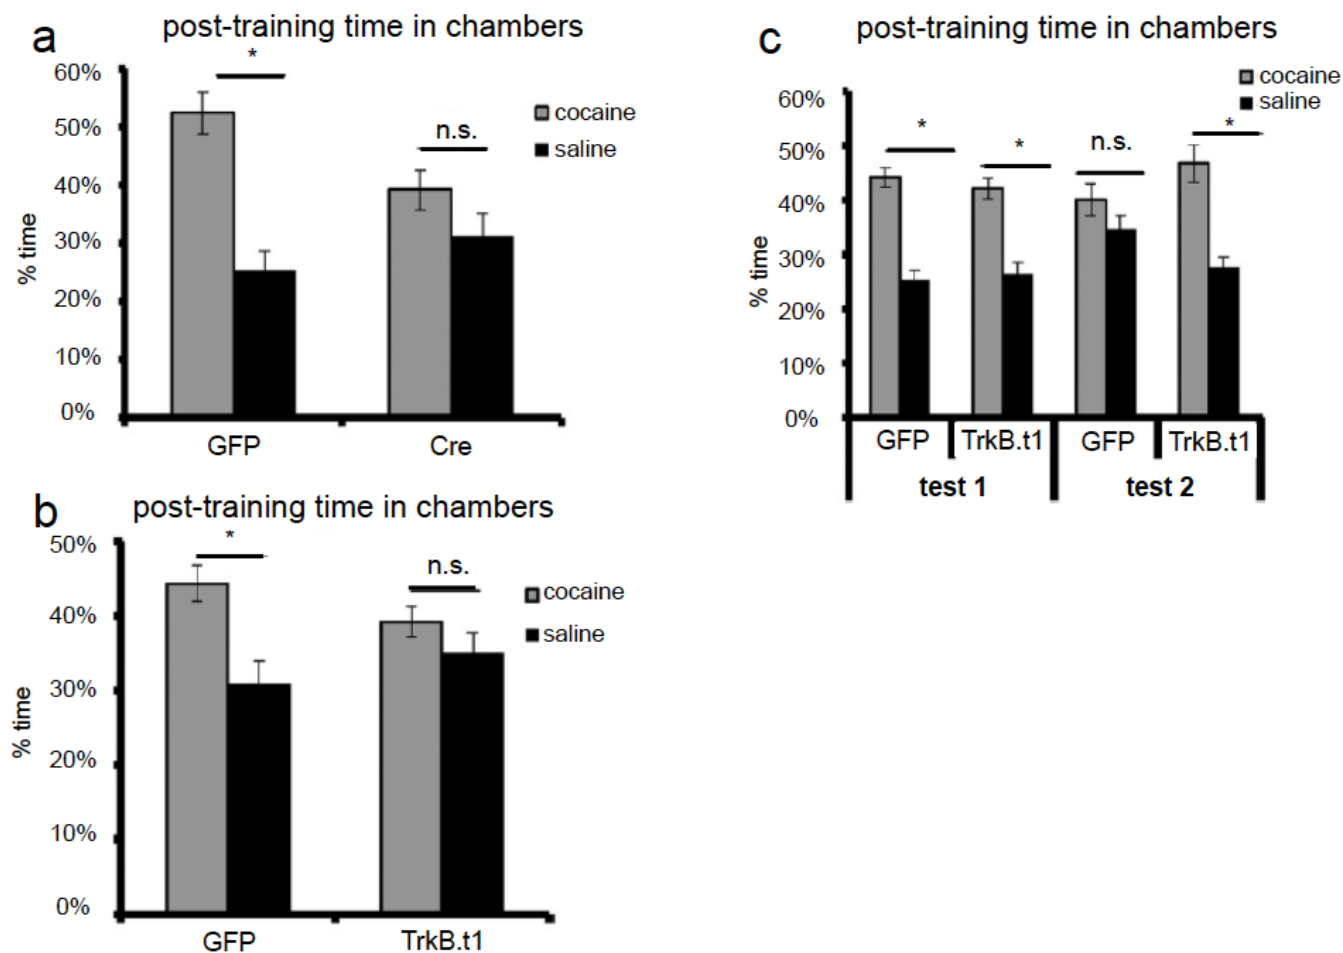 a
post-training time in chambers
*
n.s.
cocaine
saline
60%
50%
40%
30%
20%
10%
0%
% time
GFP Cre
b
post-training time in chambers
*
n.s.
cocaine
saline
50%
40%
30%
20%
10%
0%
% time
GFP TrkB.t1
c
post-training time in chambers
cocaine
saline
* * n.s. *
60%
50%
40%
30%
20%
10%
0%
% time
GFP TrkB.t1 GFP TrkB.t1
test 1 test 2